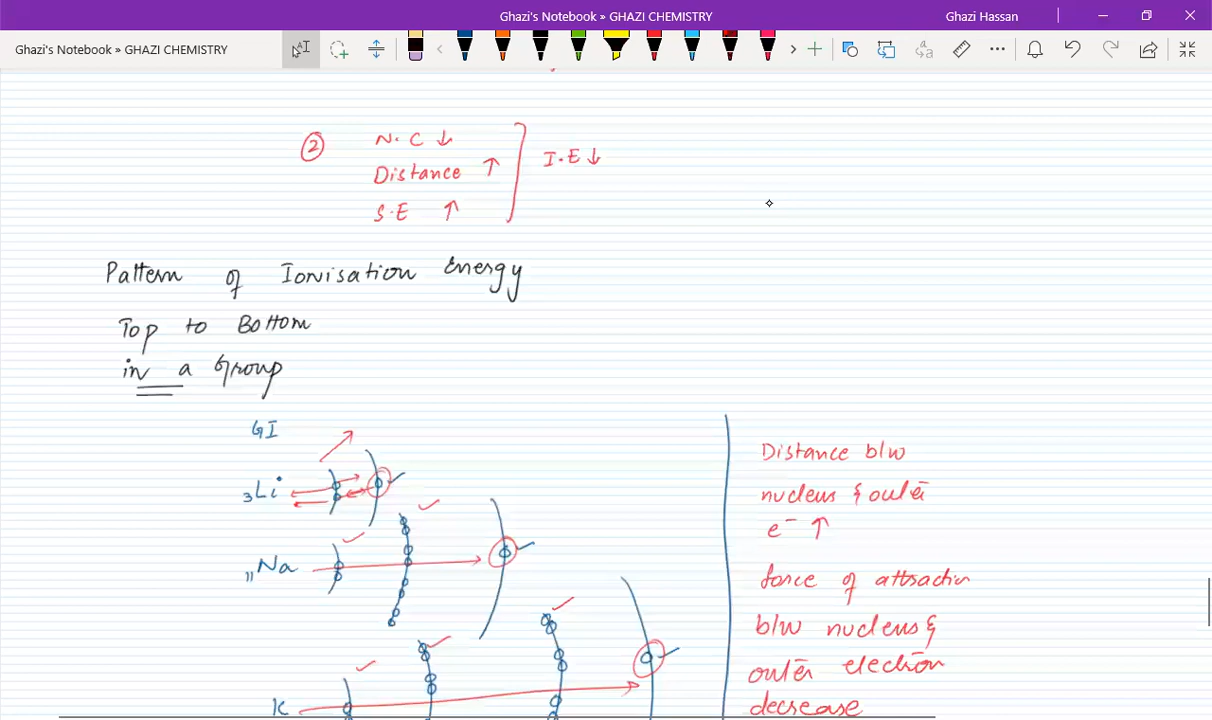 Ghazi's Notebook » GHAZI CHEMISTRY
Ghazi Hassan
Ghazi's Notebook » GHAZI CHEMISTRY
② N.C ↓
Distance ↑
S.E ↑
I.E ↓
Pattern of Ionisation Energy
Top to Bottom
in a Group
GI
₃Li
₁₁Na
K
Distance b/w
nucleus & outer
e⁻ ↑
force of attraction
b/w nucleus &
outer electron
decrease